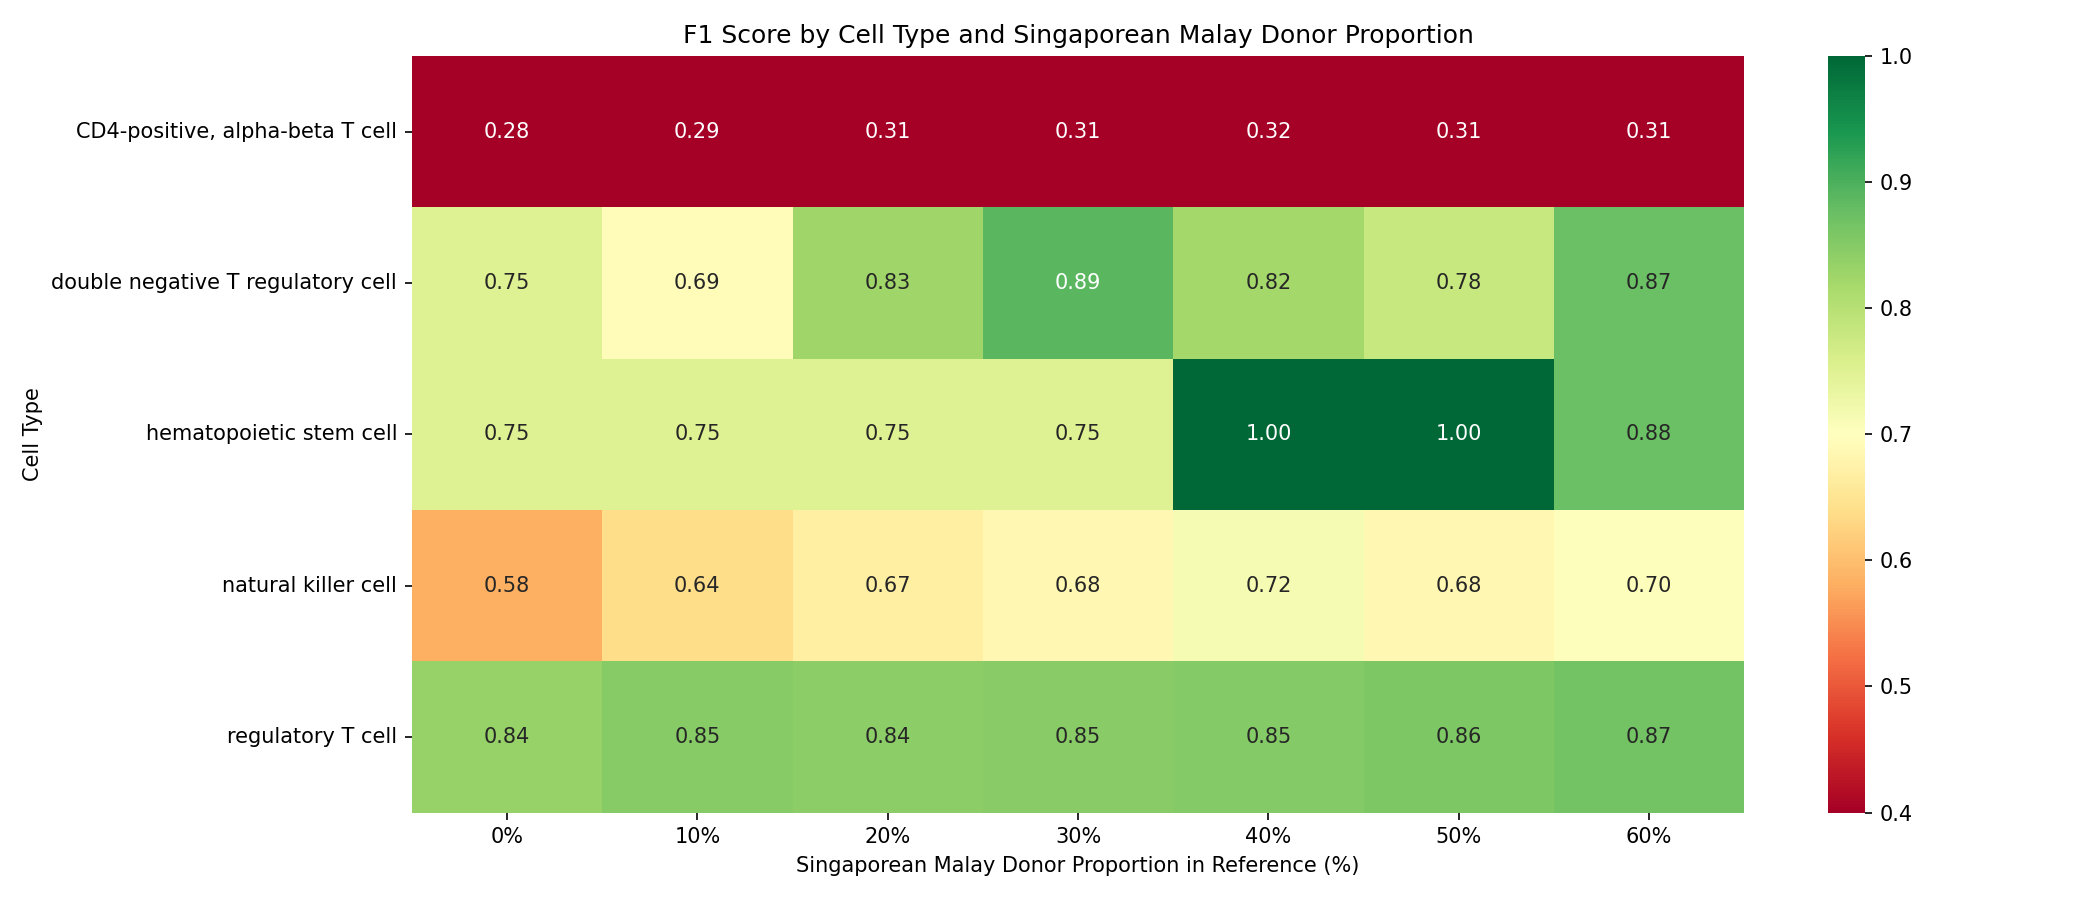 F1 Score by Cell Type and Singaporean Malay Donor Proportion
CD4-positive, alpha-beta T cell 0.28 0.29 0.31 0.31 0.32 0.31 0.31
double negative T regulatory cell 0.75 0.69 0.83 0.89 0.82 0.78 0.87
hematopoietic stem cell 0.75 0.75 0.75 0.75 1.00 1.00 0.88
natural killer cell 0.58 0.64 0.67 0.68 0.72 0.68 0.70
regulatory T cell 0.84 0.85 0.84 0.85 0.85 0.86 0.87
0% 10% 20% 30% 40% 50% 60%
Singaporean Malay Donor Proportion in Reference (%)
Cell Type
1.0
0.9
0.8
0.7
0.6
0.5
0.4